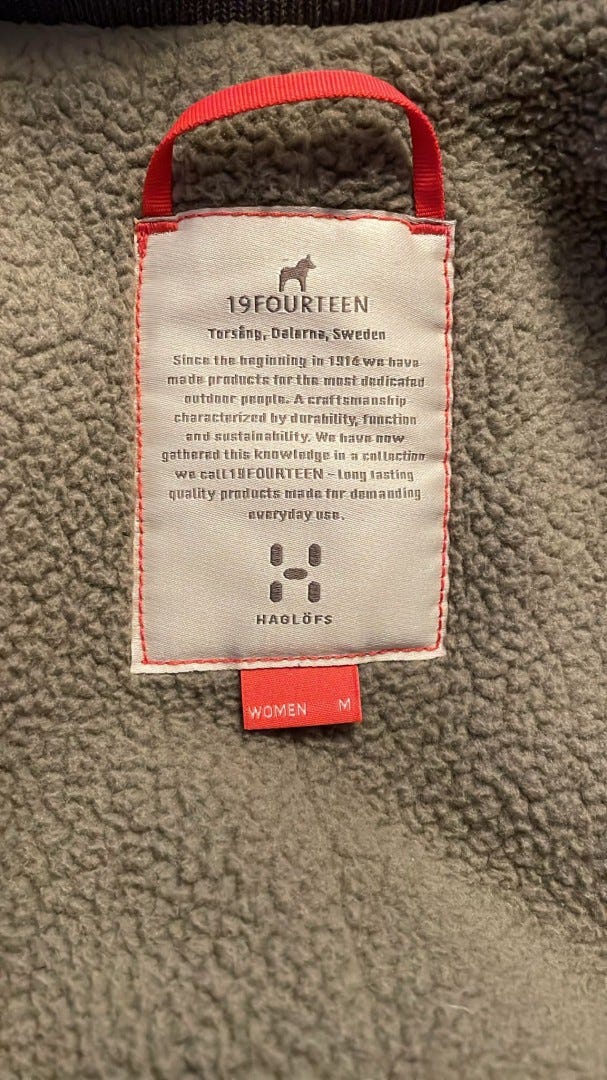 19FOURTEEN
Torsång, Dalarna, Sweden
Since the beginning in 1914 we have
made products for the most dedicated
outdoor people. A craftsmanship
characterized by durability, function
and sustainability. We have now
gathered this knowledge in a collection
we call 19FOURTEEN – long lasting
quality products made for demanding
everyday use.
HAGLÖFS
WOMEN M